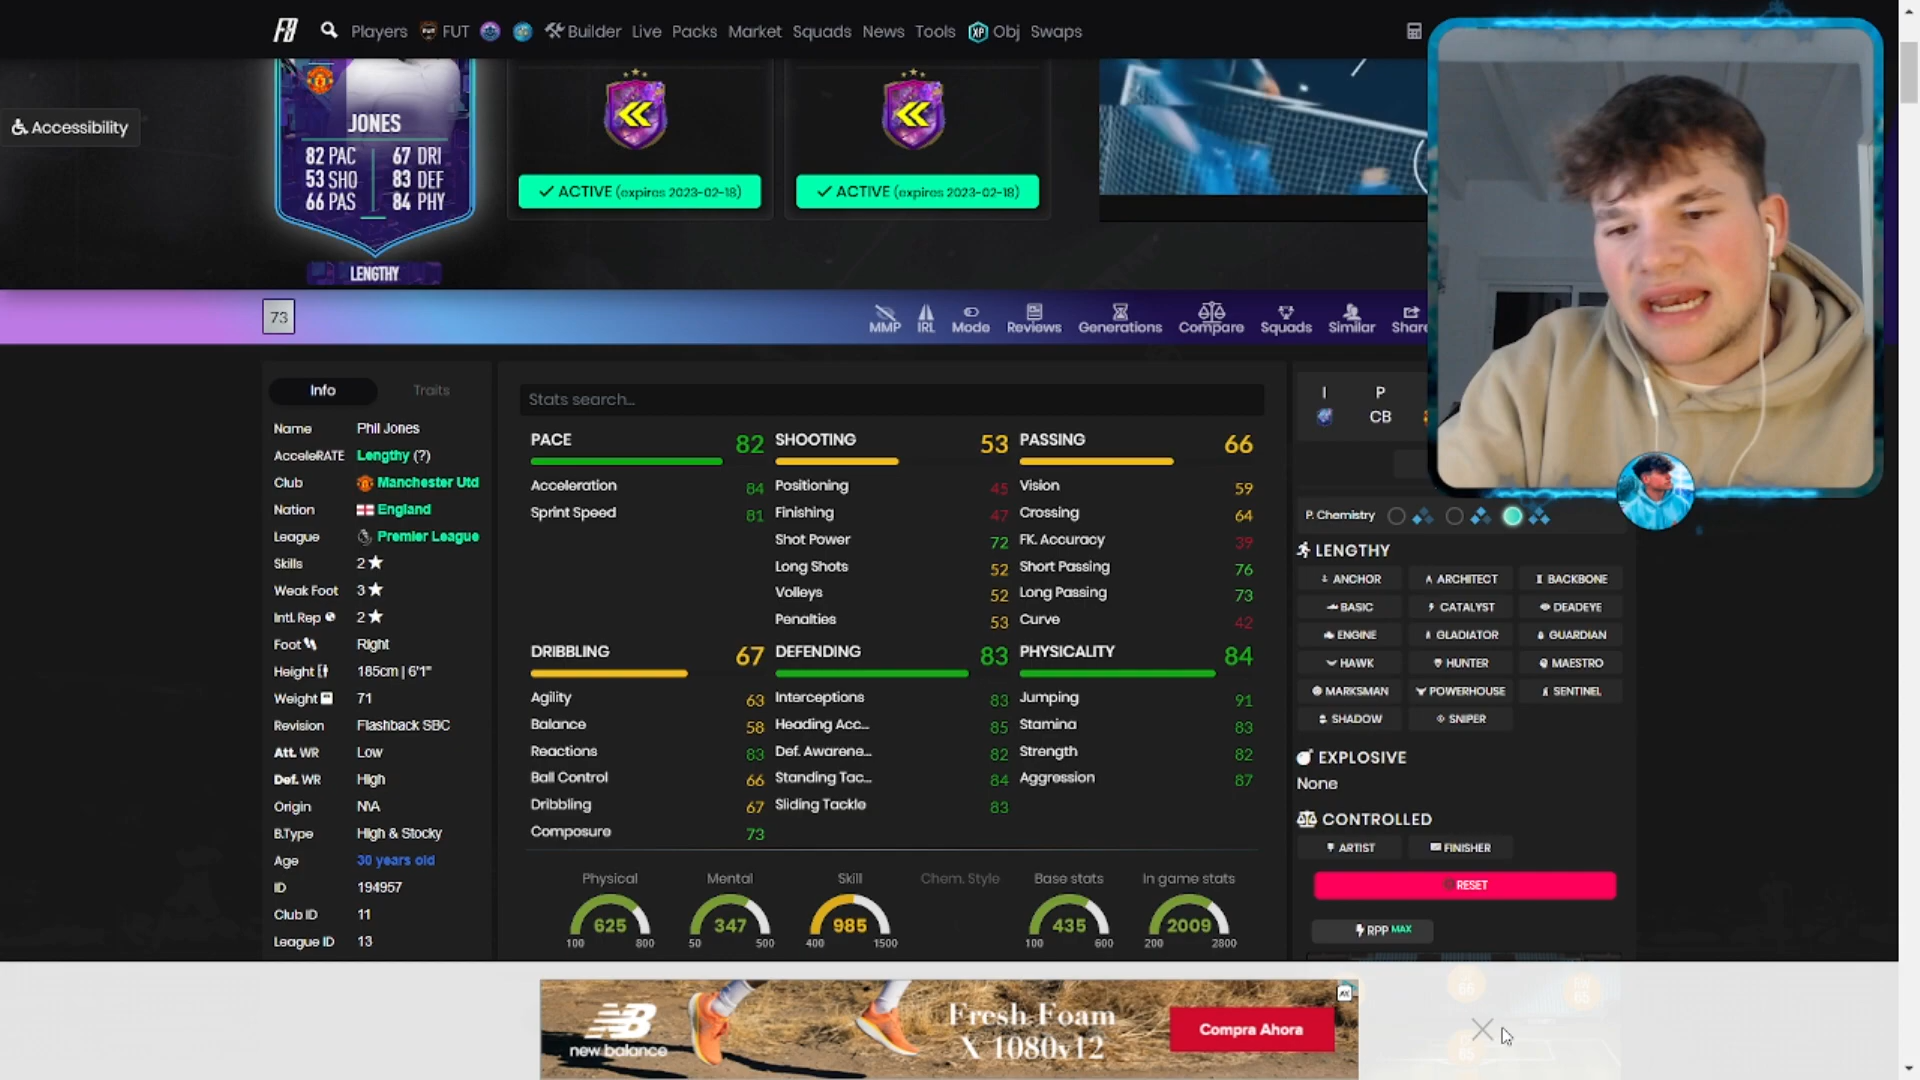 Players FUT Builder Live Packs Market Squads News Tools XP Obj Swaps
Accessibility
JONES
82 PAC 67 DRI
53 SHO 83 DEF
66 PAS 84 PHY
LENGTHY
ACTIVE (expires 2023-02-18)
ACTIVE (expires 2023-02-18)
73
MMP IRL Mode Reviews Generations Compare Squads Similar Share
Info Traits
Name Phil Jones
AcceleRATE Lengthy (?)
Club Manchester Utd
Nation England
League Premier League
Skills 2
Weak Foot 3
Intl. Rep 2
Foot Right
Height 185cm | 6'1"
Weight 71
Revision Flashback SBC
Att. WR Low
Def. WR High
Origin N\A
B.Type High & Stocky
Age 30 years old
ID 194957
Club ID 11
League ID 13
Stats search...
PACE 82
Acceleration 84
Sprint Speed 81
SHOOTING 53
Positioning 45
Finishing 47
Shot Power 72
Long Shots 52
Volleys 52
Penalties 53
PASSING 66
Vision 59
Crossing 64
FK. Accuracy 39
Short Passing 76
Long Passing 73
Curve 42
DRIBBLING 67
Agility 63
Balance 58
Reactions 83
Ball Control 66
Dribbling 67
Composure 73
DEFENDING 83
Interceptions 83
Heading Acc... 85
Def. Awarene... 82
Standing Tac... 84
Sliding Tackle 83
PHYSICALITY 84
Jumping 91
Stamina 83
Strength 82
Aggression 87
Physical Mental Skill Chem. Style Base stats In game stats
625 347 985 435 2009
100 800 50 500 400 1500 100 600 200 2800
I P
CB
P. Chemistry
LENGTHY
ANCHOR ARCHITECT BACKBONE
BASIC CATALYST DEADEYE
ENGINE GLADIATOR GUARDIAN
HAWK HUNTER MAESTRO
MARKSMAN POWERHOUSE SENTINEL
SHADOW SNIPER
EXPLOSIVE
None
CONTROLLED
ARTIST FINISHER
RESET
RPP MAX
new balance
Fresh Foam
X 1080v12
Compra Ahora